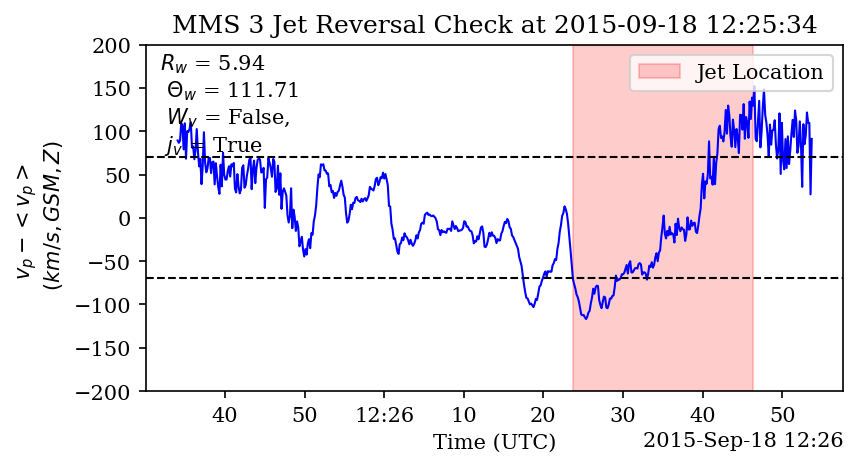 MMS 3 Jet Reversal Check at 2015-09-18 12:25:34
200
150
100
50
0
−50
−100
−150
−200
v_p − < v_p >
(km/s, GSM, Z)
R_w = 5.94
Θ_w = 111.71
W_v = False,
j_v = True
Jet Location
40 50 12:26 10 20 30 40 50
Time (UTC)
2015-Sep-18 12:26